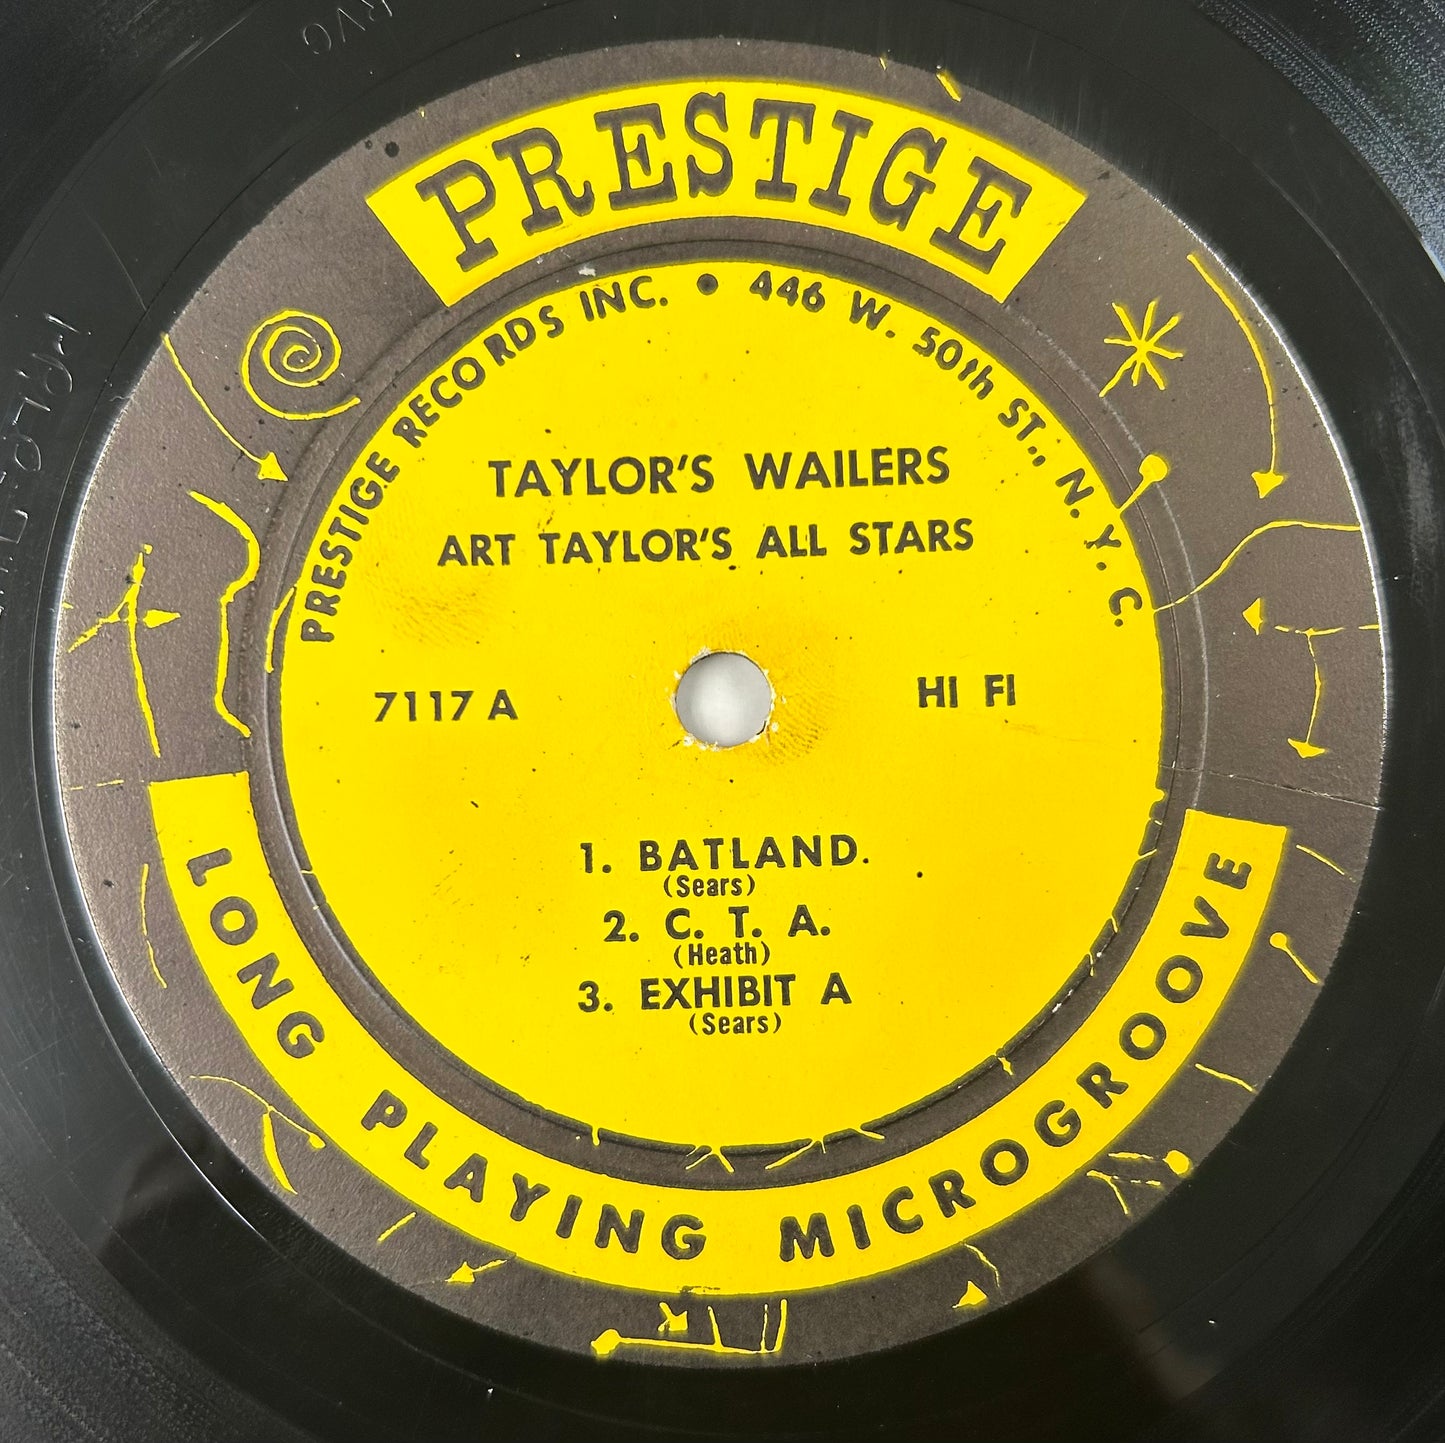 PRESTIGE
PRESTIGE RECORDS INC. • 446 W. 50th ST., N. Y. C.
TAYLOR'S WAILERS
ART TAYLOR'S ALL STARS
7117 A
HI FI
1. BATLAND.
(Sears)
2. C. T. A.
(Heath)
3. EXHIBIT A
(Sears)
LONG PLAYING MICROGROOVE
RVG